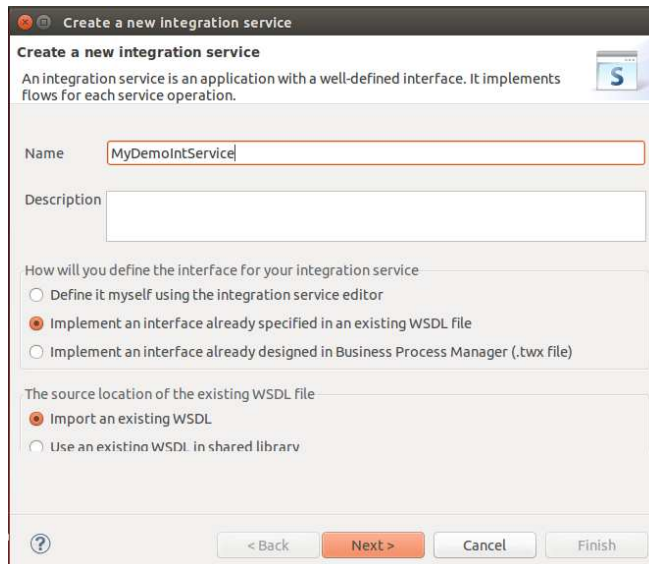 Create a new integration service
Create a new integration service
An integration service is an application with a well-defined interface. It implements
flows for each service operation.
S
Name MyDemoIntService
Description
How will you define the interface for your integration service
Define it myself using the integration service editor
Implement an interface already specified in an existing WSDL file
Implement an interface already designed in Business Process Manager (.twx file)
The source location of the existing WSDL file
Import an existing WSDL
Use an existing WSDL in shared library
? < Back Next > Cancel Finish